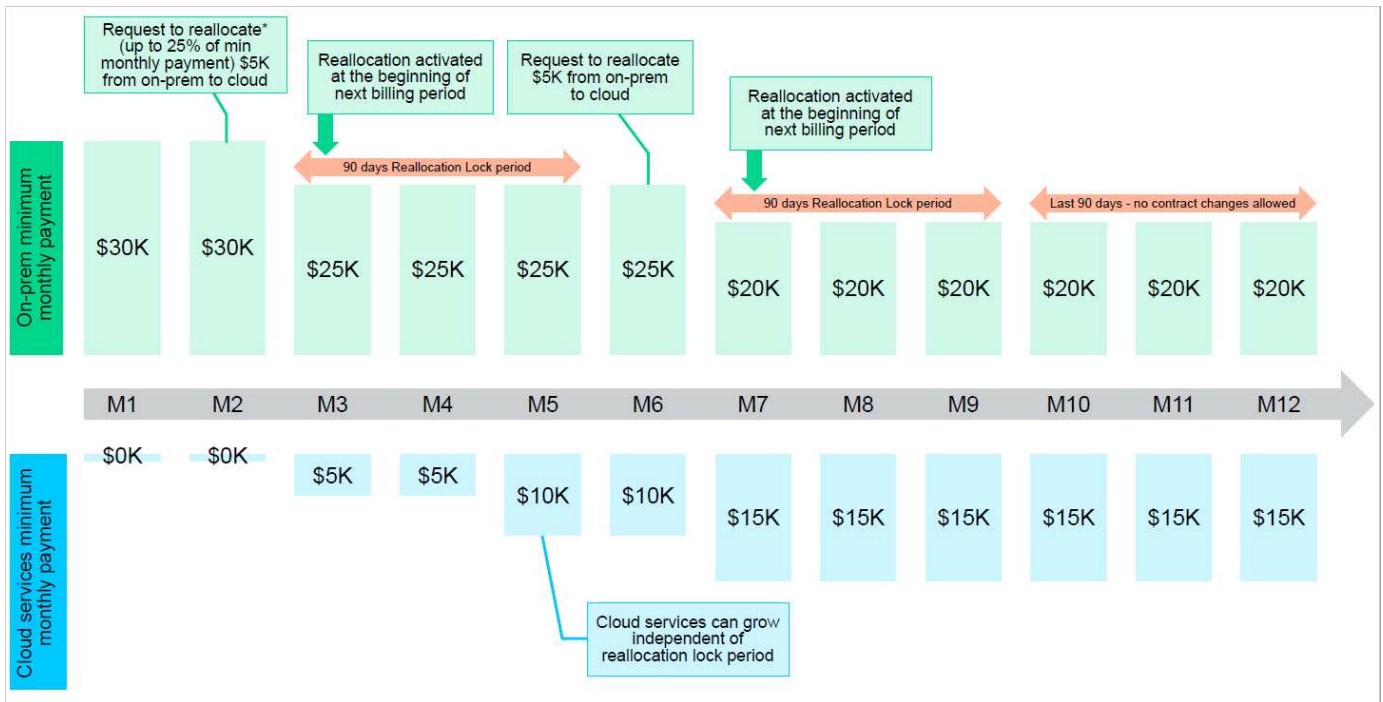 Request to reallocate*
(up to 25% of min
monthly payment) $5K
from on-prem to cloud
Reallocation activated
at the beginning of
next billing period
Request to reallocate
$5K from on-prem
to cloud
Reallocation activated
at the beginning of
next billing period
90 days Reallocation Lock period
90 days Reallocation Lock period
Last 90 days - no contract changes allowed
On-prem minimum
monthly payment
$30K
$30K
$25K
$25K
$25K
$25K
$20K
$20K
$20K
$20K
$20K
$20K
M1
M2
M3
M4
M5
M6
M7
M8
M9
M10
M11
M12
Cloud services minimum
monthly payment
$0K
$0K
$5K
$5K
$10K
$10K
$15K
$15K
$15K
$15K
$15K
$15K
Cloud services can grow
independent of
reallocation lock period